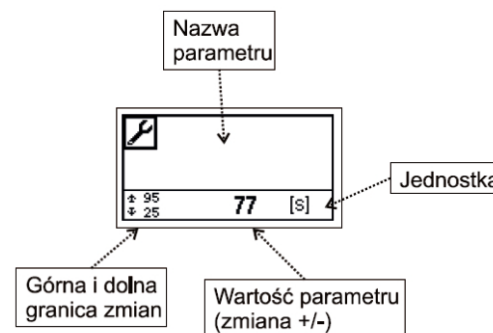 Nazwa
parametru
95
25
77
[s]
Jednostka
Górna i dolna
granica zmian
Wartość parametru
(zmiana +/-)